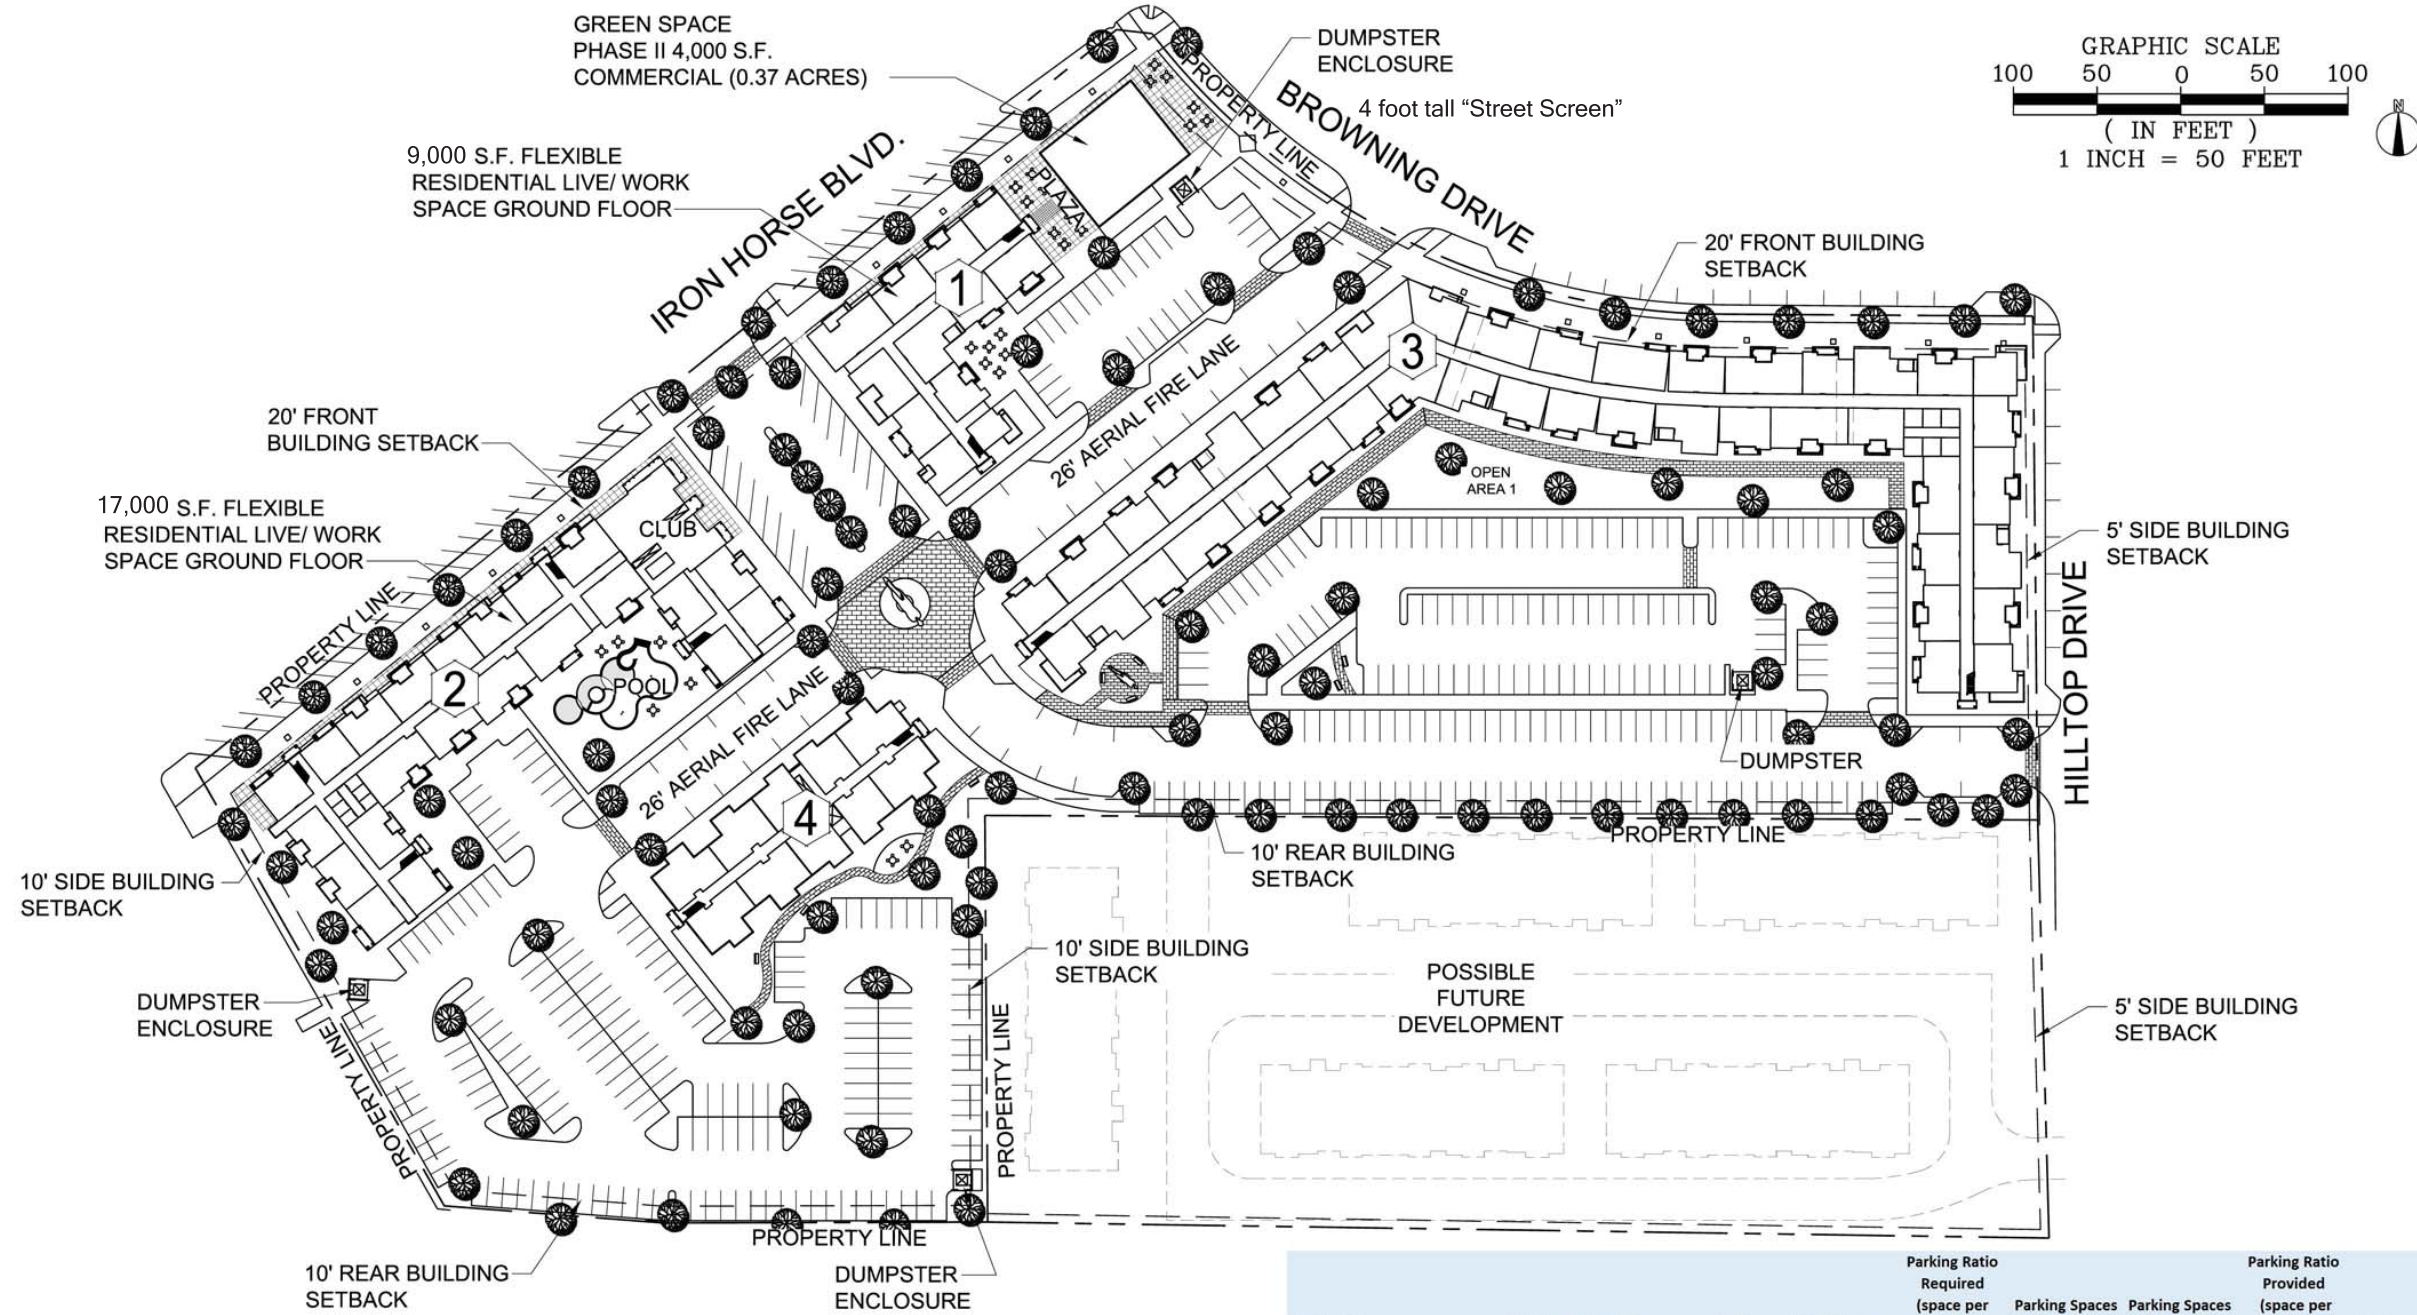 GREEN SPACE
PHASE II 4,000 S.F.
COMMERCIAL (0.37 ACRES)
DUMPSTER
ENCLOSURE
4 foot tall “Street Screen”
GRAPHIC SCALE
100 50 0 50 100
( IN FEET )
1 INCH = 50 FEET
N
PROPERTY LINE
PROPERTY LINE
BROWNING DRIVE
IRON HORSE BLVD.
9,000 S.F. FLEXIBLE
RESIDENTIAL LIVE/ WORK
SPACE GROUND FLOOR
PLAZA
1
20' FRONT BUILDING
SETBACK
3
20' FRONT
BUILDING SETBACK
26' AERIAL FIRE LANE
OPEN
AREA 1
17,000 S.F. FLEXIBLE
RESIDENTIAL LIVE/ WORK
SPACE GROUND FLOOR
CLUB
5' SIDE BUILDING
SETBACK
HILLTOP DRIVE
PROPERTY LINE
2
POOL
26' AERIAL FIRE LANE
4
DUMPSTER
PROPERTY LINE
10' REAR BUILDING
SETBACK
10' SIDE BUILDING
SETBACK
10' SIDE BUILDING
SETBACK
POSSIBLE
FUTURE
DEVELOPMENT
DUMPSTER
ENCLOSURE
5' SIDE BUILDING
SETBACK
PROPERTY LINE
PROPERTY LINE
PROPERTY LINE
PROPERTY LINE
10' REAR BUILDING
SETBACK
DUMPSTER
ENCLOSURE
Parking Ratio
Required
(space per
Parking Spaces
Parking Spaces
Parking Ratio
Provided
(space per